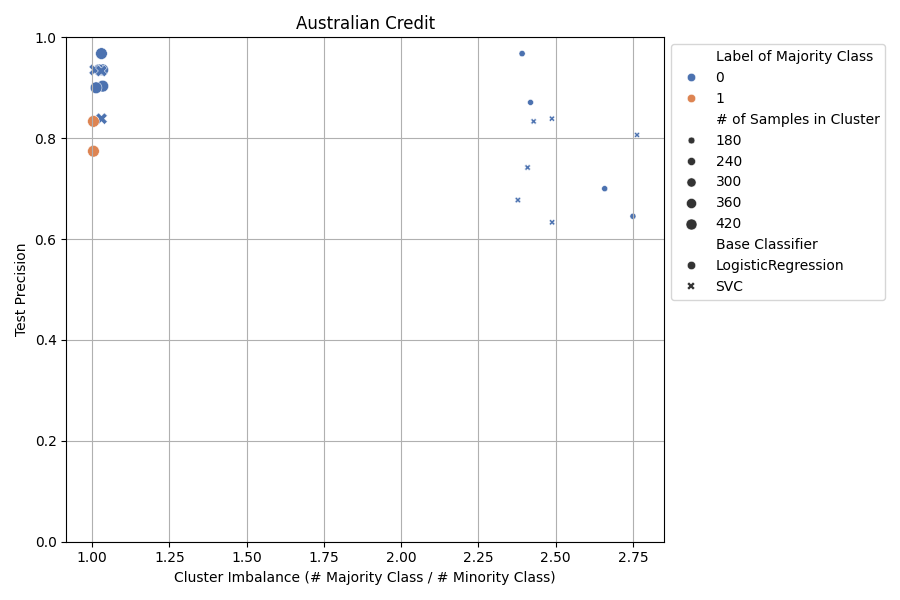 Australian Credit
Test Precision
1.0
0.8
0.6
0.4
0.2
0.0
1.00 1.25 1.50 1.75 2.00 2.25 2.50 2.75
Cluster Imbalance (# Majority Class / # Minority Class)
Label of Majority Class
0
1
# of Samples in Cluster
180
240
300
360
420
Base Classifier
LogisticRegression
SVC